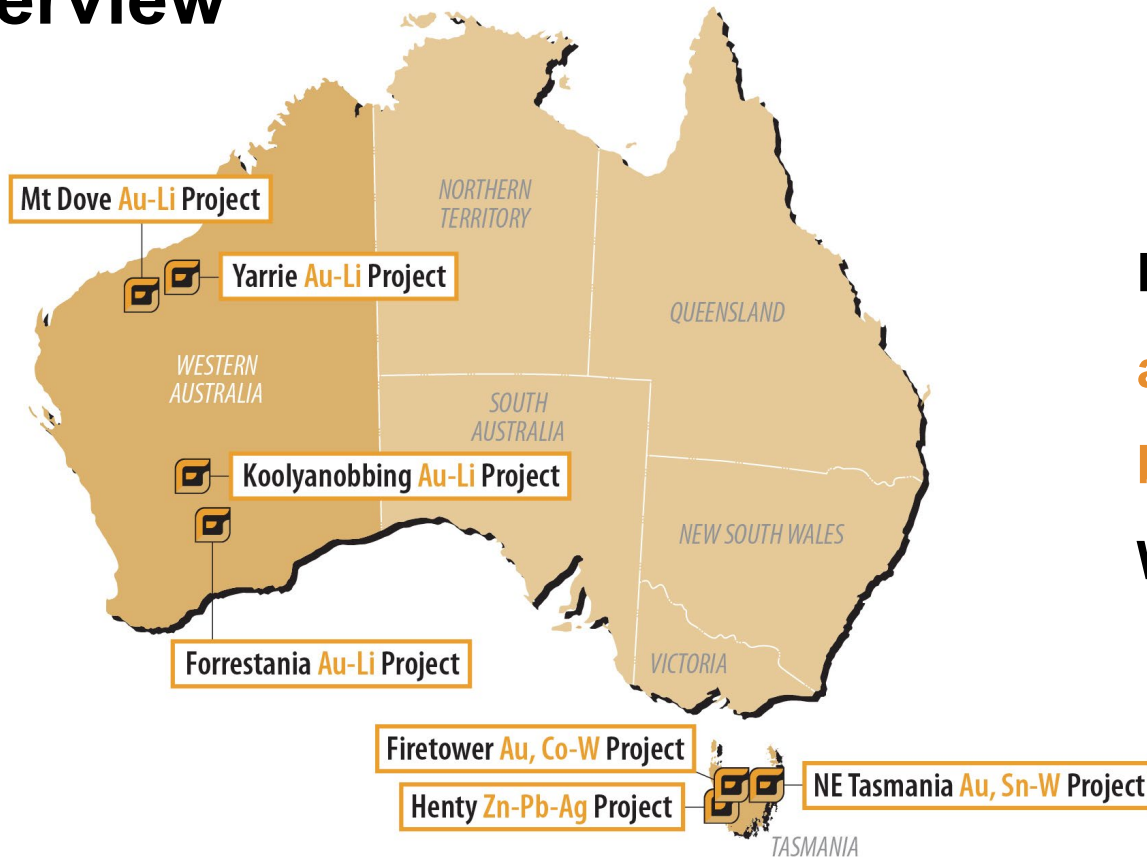 Mt Dove Au-Li Project
Yarrie Au-Li Project
NORTHERN
TERRITORY
QUEENSLAND
WESTERN
AUSTRALIA
SOUTH
AUSTRALIA
Koolyanobbing Au-Li Project
NEW SOUTH WALES
Forrestania Au-Li Project
VICTORIA
Firetower Au, Co-W Project
NE Tasmania Au, Sn-W Project
Henty Zn-Pb-Ag Project
TASMANIA